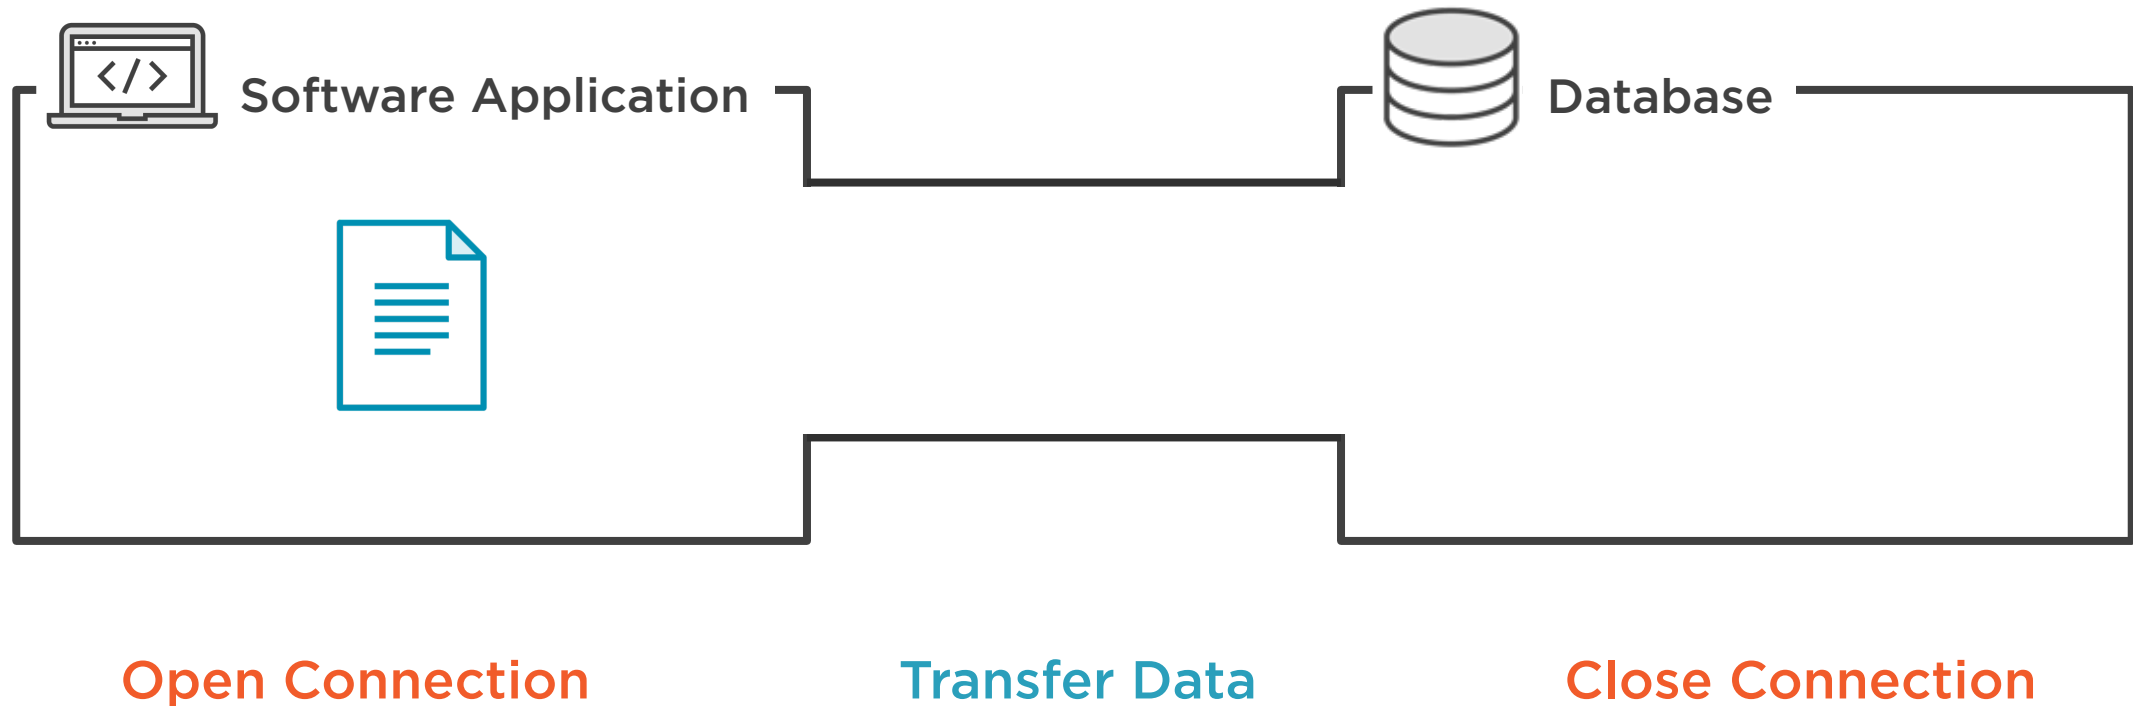 </>
Software Application
Database
Open Connection
Transfer Data
Close Connection